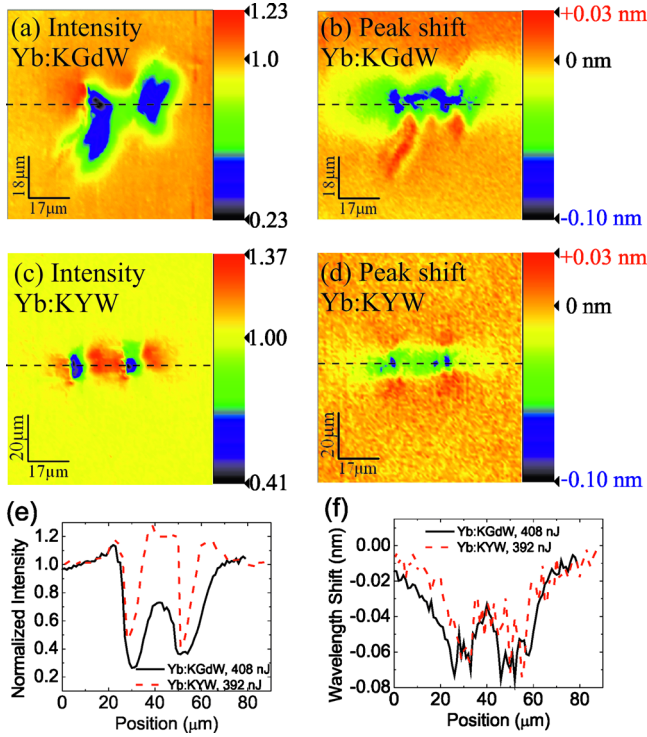 (a) Intensity
Yb:KGdW
1.23
1.0
0.23
18μm
17μm
(b) Peak shift
Yb:KGdW
+0.03 nm
0 nm
-0.10 nm
18μm
17μm
(c) Intensity
Yb:KYW
1.37
1.00
0.41
20μm
17μm
(d) Peak shift
Yb:KYW
+0.03 nm
0 nm
-0.10 nm
20μm
17μm
(e)
Normalized Intensity
1.2
1.0
0.8
0.6
0.4
0.2
Yb:KGdW, 408 nJ
Yb:KYW, 392 nJ
0 20 40 60 80
Position (μm)
(f)
Wavelength Shift (nm)
0.00
-0.02
-0.04
-0.06
-0.08
Yb:KGdW, 408 nJ
Yb:KYW, 392 nJ
0 20 40 60 80
Position (μm)